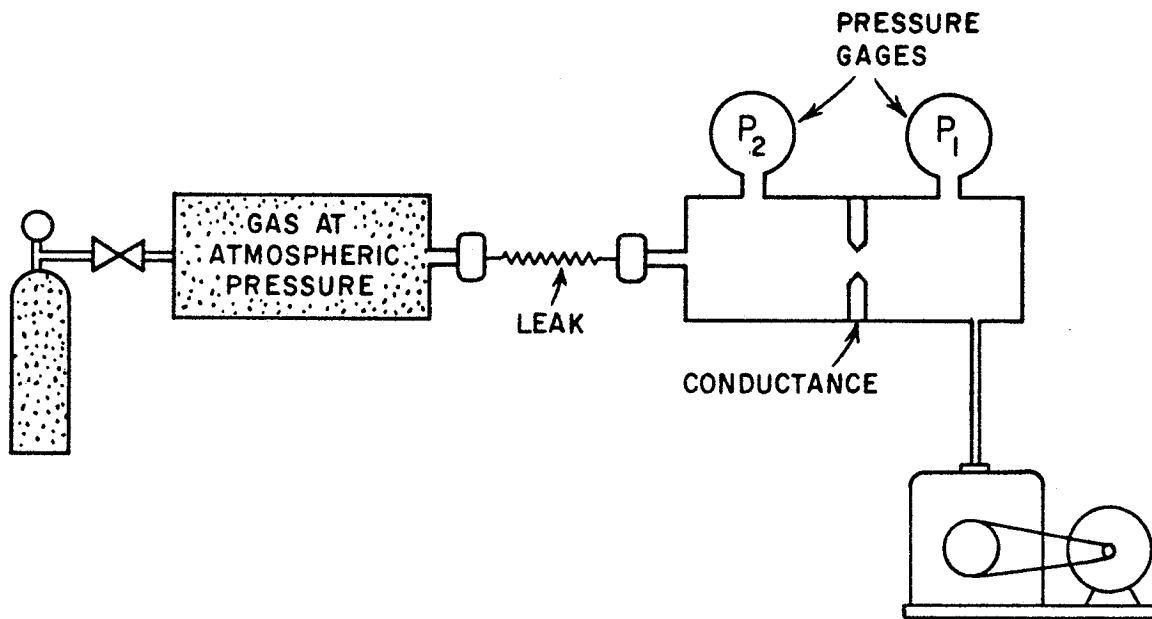 PRESSURE
GAGES
P2
P1
GAS AT
ATMOSPHERIC
PRESSURE
LEAK
CONDUCTANCE